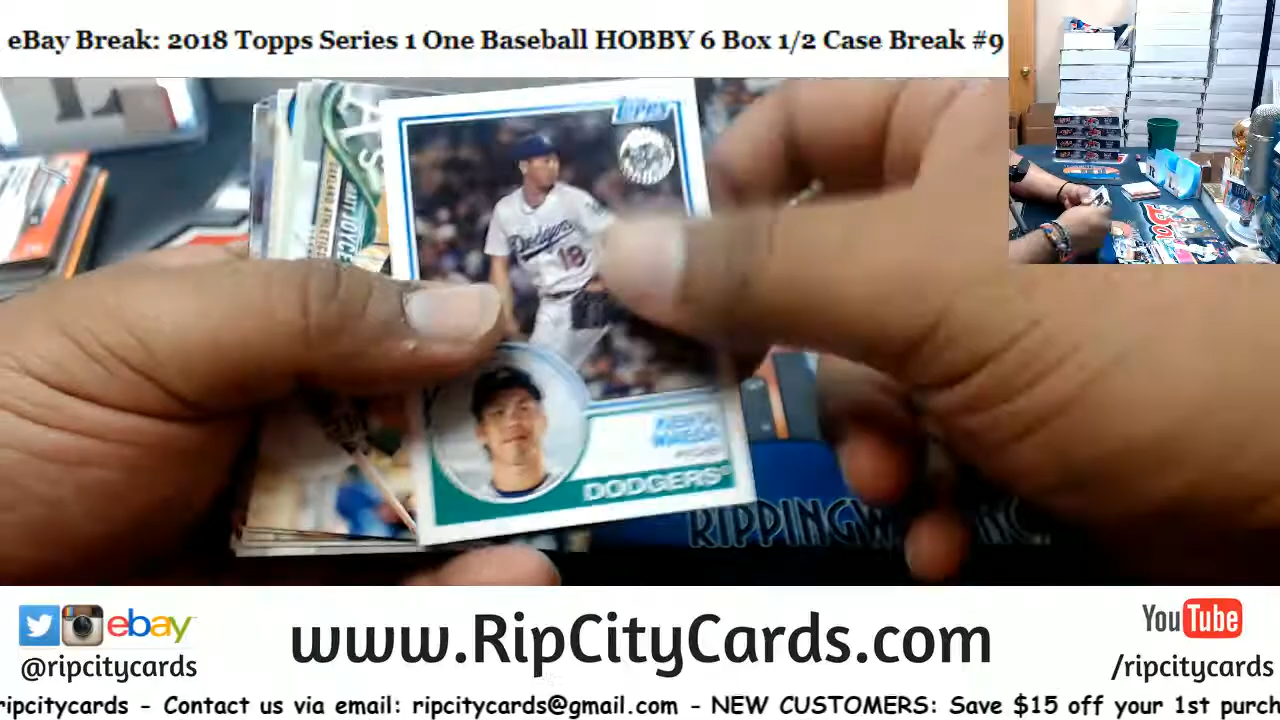 eBay Break: 2018 Topps Series 1 One Baseball HOBBY 6 Box 1/2 Case Break #9
Topps
Dodgers
18
DODGERS
RIPPINGW
ebay
@ripcitycards
www.RipCityCards.com
YouTube
/ripcitycards
ripcitycards - Contact us via email: ripcitycards@gmail.com - NEW CUSTOMERS: Save $15 off your 1st purch